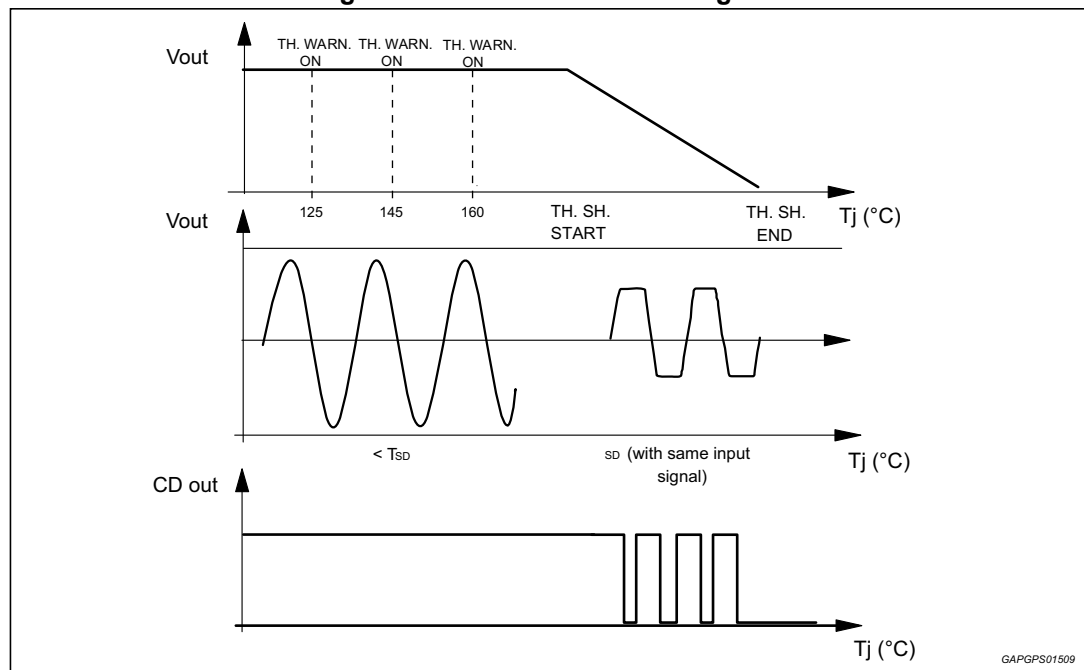 Vout
TH. WARN. TH. WARN. TH. WARN.
ON ON ON
125 145 160 TH. SH. START TH. SH. END Tj (°C)
Vout
< TSD
SD (with same input signal)
Tj (°C)
CD out
Tj (°C)
GAPGPS01509